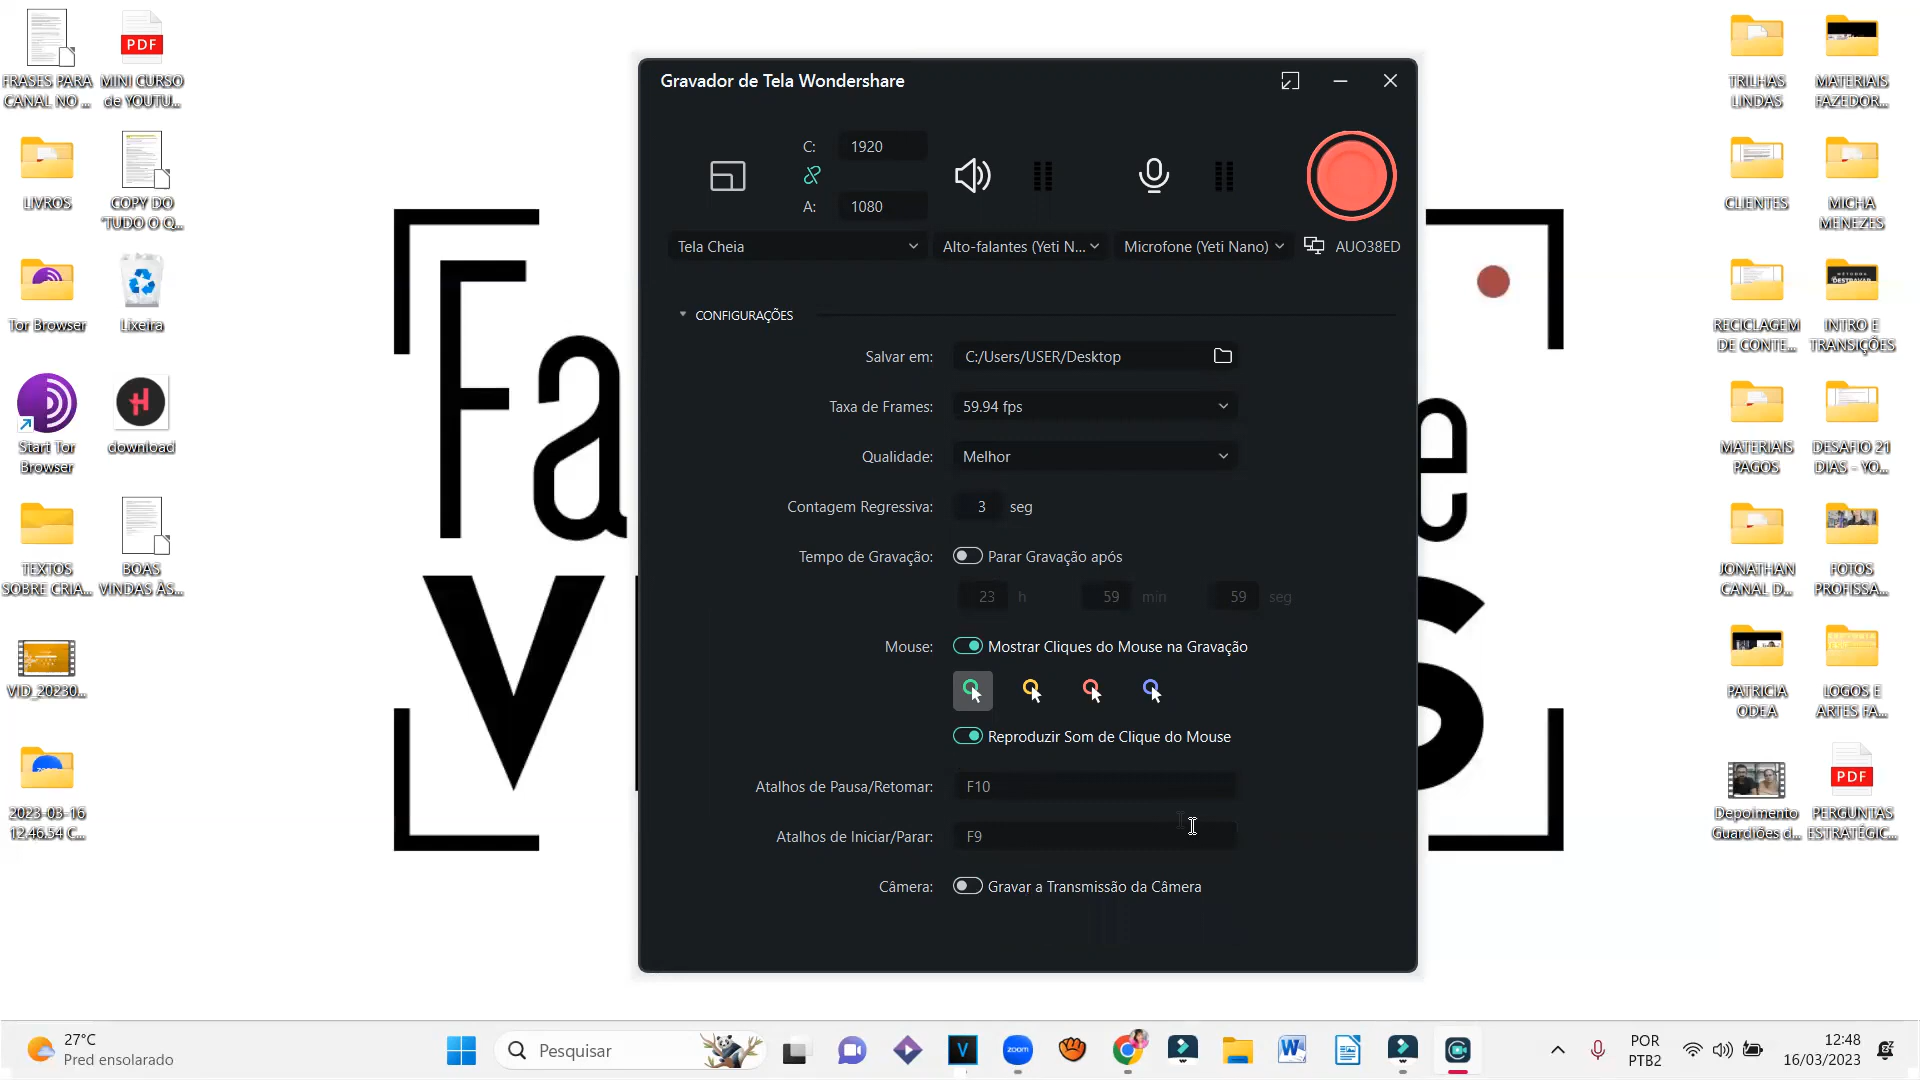 FRASES PARA
CANAL NO ...
PDF
MINI CURSO
de YOUTU...
LIVROS
COPY DO
"TUDO O Q...
Tor Browser
Lixeira
Start Tor
Browser
download
TEXTOS
SOBRE CRIA...
BOAS
VINDAS ÀS...
VID_20230...
zoom
2023-03-16
12.46.54 C...
Fa
e
V
S
Gravador de Tela Wondershare
C:
1920
A:
1080
Tela Cheia
Alto-falantes (Yeti N...
Microfone (Yeti Nano)
AUO38ED
CONFIGURAÇÕES
Salvar em:
C:/Users/USER/Desktop
Taxa de Frames:
59.94 fps
Qualidade:
Melhor
Contagem Regressiva:
3
seg
Tempo de Gravação:
Parar Gravação após
23
h
59
min
59
seg
Mouse:
Mostrar Cliques do Mouse na Gravação
Reproduzir Som de Clique do Mouse
Atalhos de Pausa/Retomar:
F10
Atalhos de Iniciar/Parar:
F9
Câmera:
Gravar a Transmissão da Câmera
TRILHAS
LINDAS
MATERIAIS
FAZEDOR...
CLIENTES
MICHA
MENEZES
RECICLAGEM
DE CONTE...
DESTRAVAR
INTRO E
TRANSIÇÕES
MATERIAIS
PAGOS
DESAFIO 21
DIAS - YO...
JONATHAN
CANAL D...
FOTOS
PROFISSA...
PATRICIA
ODEA
LOGOS E
ARTES FA...
Depoimento
Guardiões d...
PDF
PERGUNTAS
ESTRATÉGIC...
27°C
Pred ensolarado
Pesquisar
V
zoom
W
POR
PTB2
12:48
16/03/2023